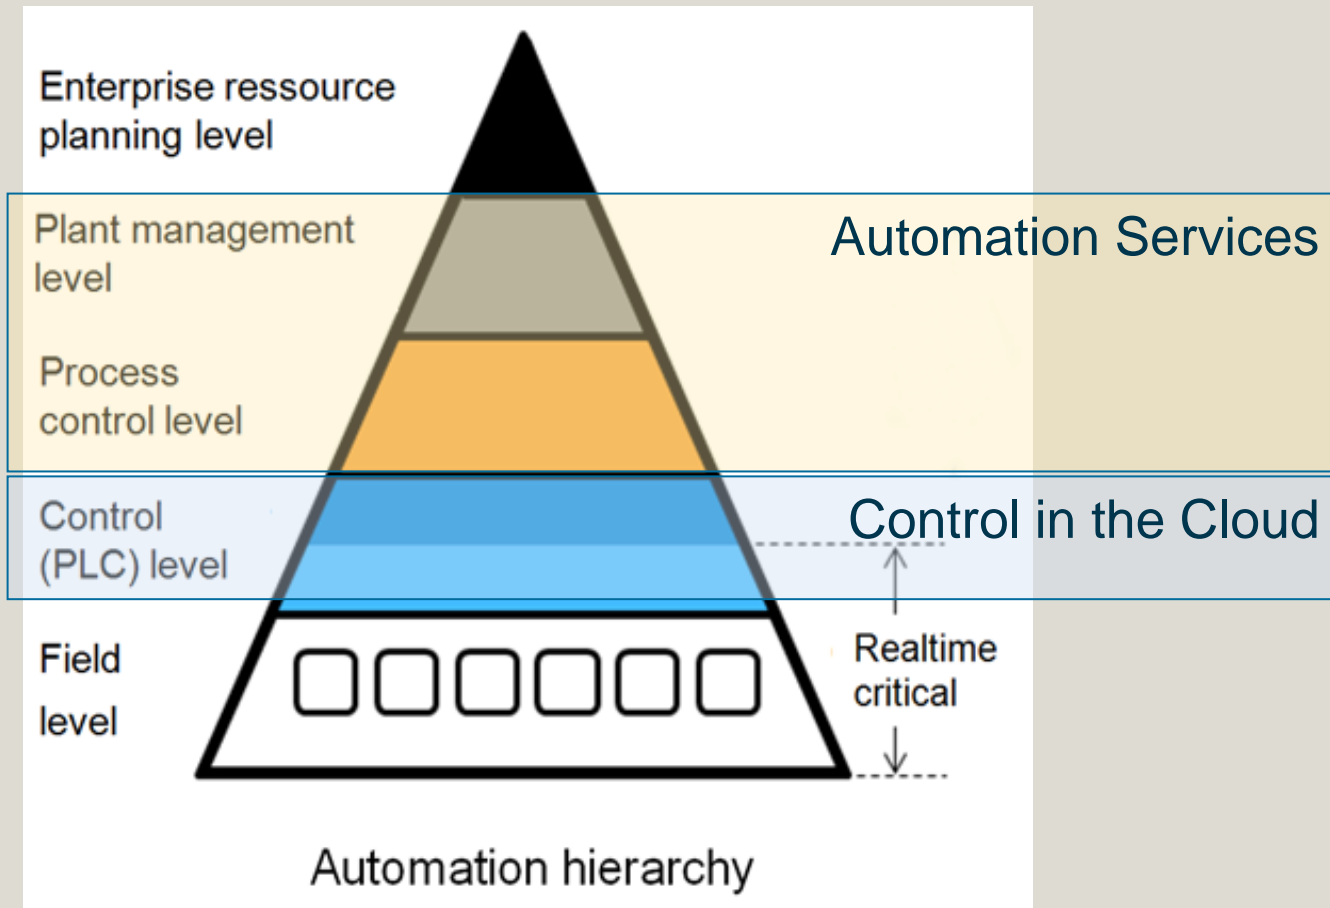 Enterprise ressource
planning level
Plant management
level
Automation Services
Process
control level
Control
(PLC) level
Control in the Cloud
Field
level
Realtime
critical
Automation hierarchy